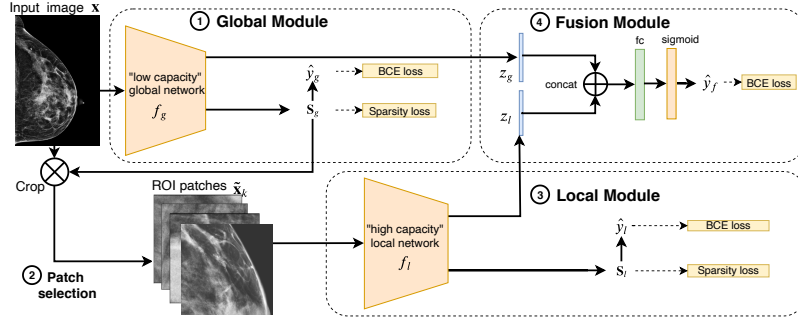 Input image x
① Global Module
"low capacity"
global network
f_g
ŷ_g
BCE loss
s_g
Sparsity loss
④ Fusion Module
z_g
concat
z_l
fc
sigmoid
ŷ_f
BCE loss
Crop
② Patch
selection
ROI patches x̃_k
③ Local Module
"high capacity"
local network
f_l
ŷ_l
BCE loss
s_l
Sparsity loss